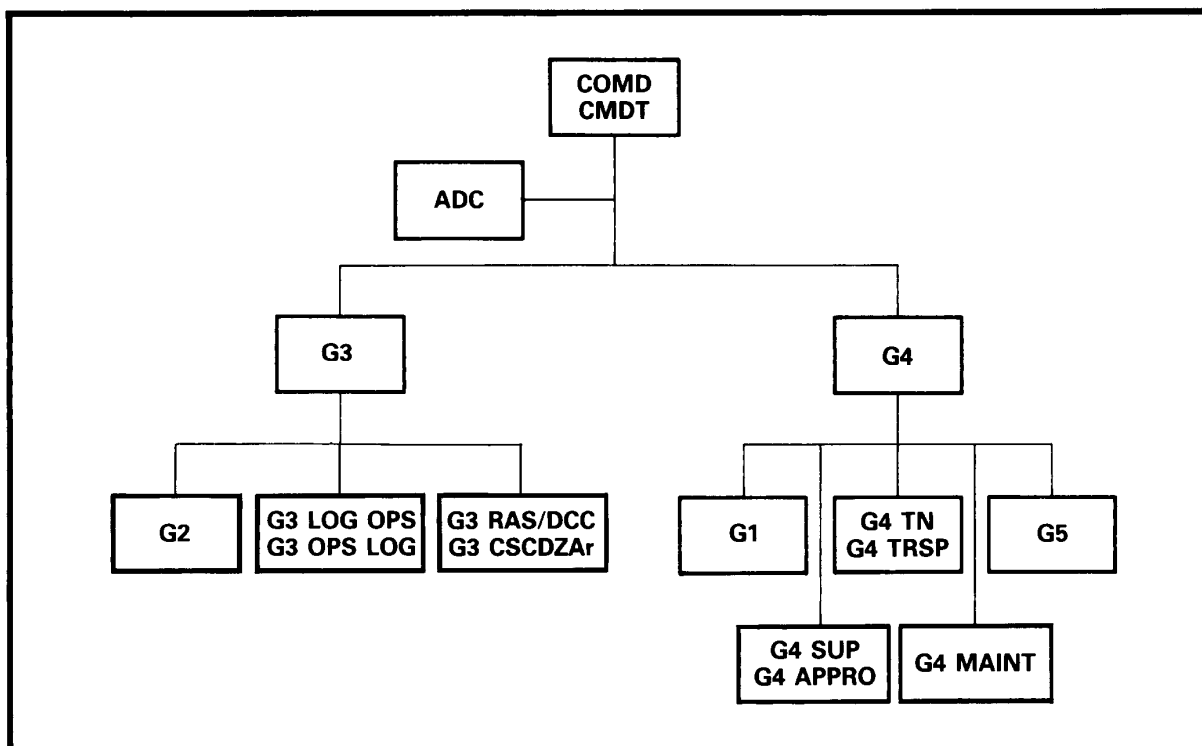 COMD
CMDT
ADC
G3
G4
G2
G3 LOG OPS
G3 OPS LOG
G3 RAS/DCC
G3 CSCDZAr
G1
G4 TN
G4 TRSP
G5
G4 SUP
G4 APPRO
G4 MAINT